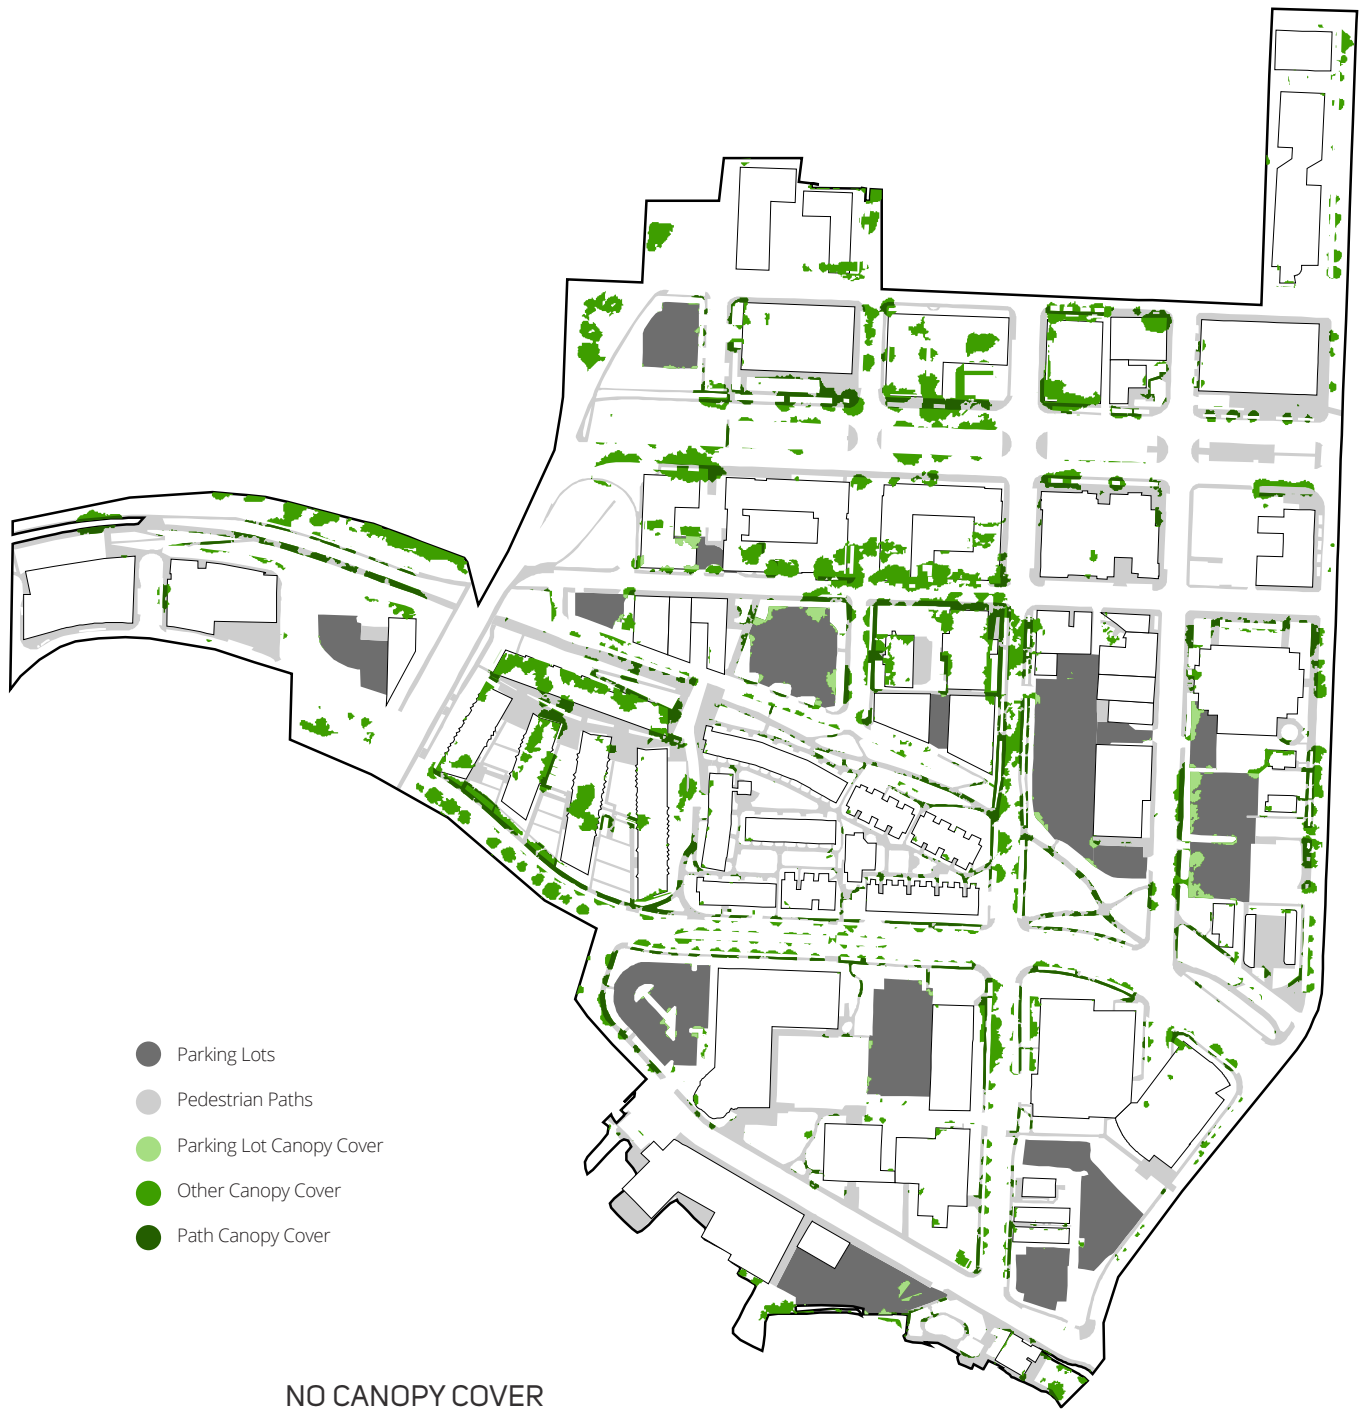 Parking Lots
Pedestrian Paths
Parking Lot Canopy Cover
Other Canopy Cover
Path Canopy Cover
NO CANOPY COVER